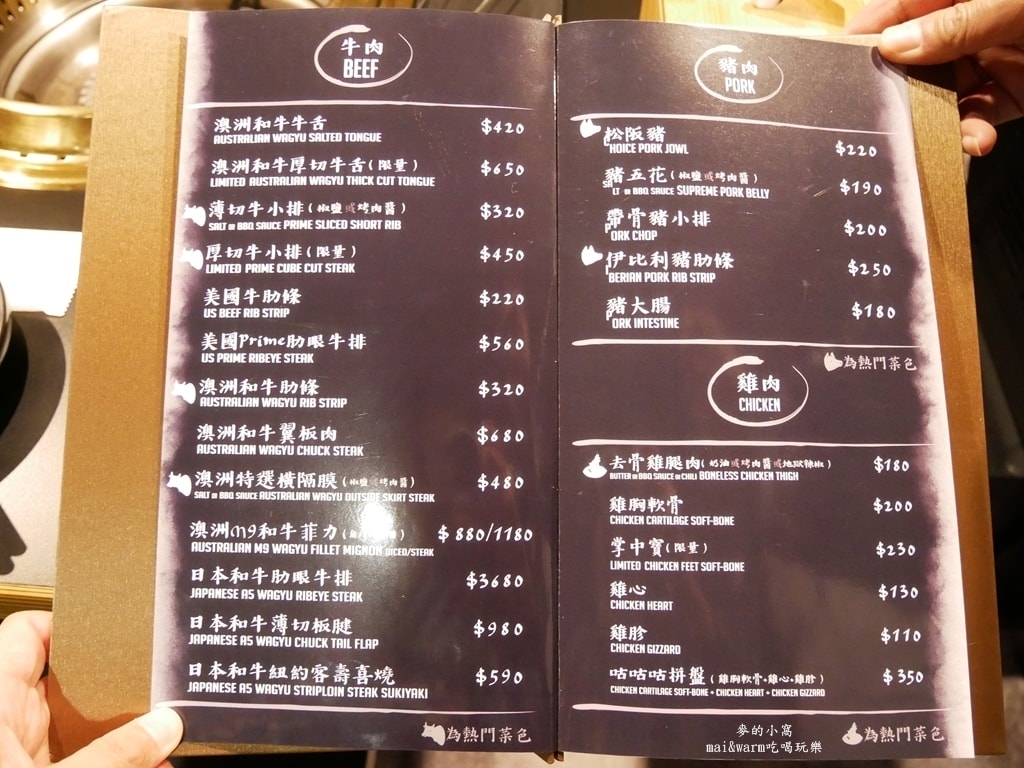 牛肉
BEEF
澳洲和牛牛舌 $420
AUSTRALIAN WAGYU SALTED TONGUE
澳洲和牛厚切牛舌(限量) $650
LIMITED AUSTRALIAN WAGYU THICK CUT TONGUE
薄切牛小排(椒鹽或烤肉醬) $320
SALT OR BBQ SAUCE PRIME SLICED SHORT RIB
厚切牛小排(限量) $450
LIMITED PRIME CUBE CUT STEAK
美國牛肋條 $220
US BEEF RIB STRIP
美國Prime肋眼牛排 $560
US PRIME RIBEYE STEAK
澳洲和牛肋條 $320
AUSTRALIAN WAGYU RIB STRIP
澳洲和牛翼板肉 $680
AUSTRALIAN WAGYU CHUCK STEAK
澳洲特選橫隔膜(椒鹽或烤肉醬) $480
SALT OR BBQ SAUCE AUSTRALIAN WAGYU OUTSIDE SKIRT STEAK
澳洲M9和牛菲力 $880/1180
AUSTRALIAN M9 WAGYU FILLET MIGNON DICED/STEAK
日本和牛肋眼牛排 $3680
JAPANESE A5 WAGYU RIBEYE STEAK
日本和牛薄切板腱 $980
JAPANESE A5 WAGYU CHUCK TAIL FLAP
日本和牛紐約客壽喜燒 $590
JAPANESE A5 WAGYU STRIPLOIN STEAK SUKIYAKI
為熱門菜色
豬肉
PORK
松阪豬 $220
CHOICE PORK JOWL
豬五花(椒鹽或烤肉醬) $190
SALT OR BBQ SAUCE SUPREME PORK BELLY
帶骨豬小排 $200
PORK CHOP
伊比利豬肋條 $250
IBERIAN PORK RIB STRIP
豬大腸 $180
PORK INTESTINE
為熱門菜色
雞肉
CHICKEN
去骨雞腿肉(奶油或烤肉醬或地獄辣椒) $180
BUTTER OR BBQ SAUCE OR CHILI BONELESS CHICKEN THIGH
雞胸軟骨 $200
CHICKEN CARTILAGE SOFT-BONE
掌中寶(限量) $230
LIMITED CHICKEN FEET SOFT-BONE
雞心 $130
CHICKEN HEART
雞胗 $110
CHICKEN GIZZARD
咕咕咕拼盤(雞胸軟骨+雞心+雞胗) $350
CHICKEN CARTILAGE SOFT-BONE + CHICKEN HEART + CHICKEN GIZZARD
為熱門菜色
麥的小窩
mai&warm吃喝玩樂